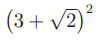 (3 + √2)²